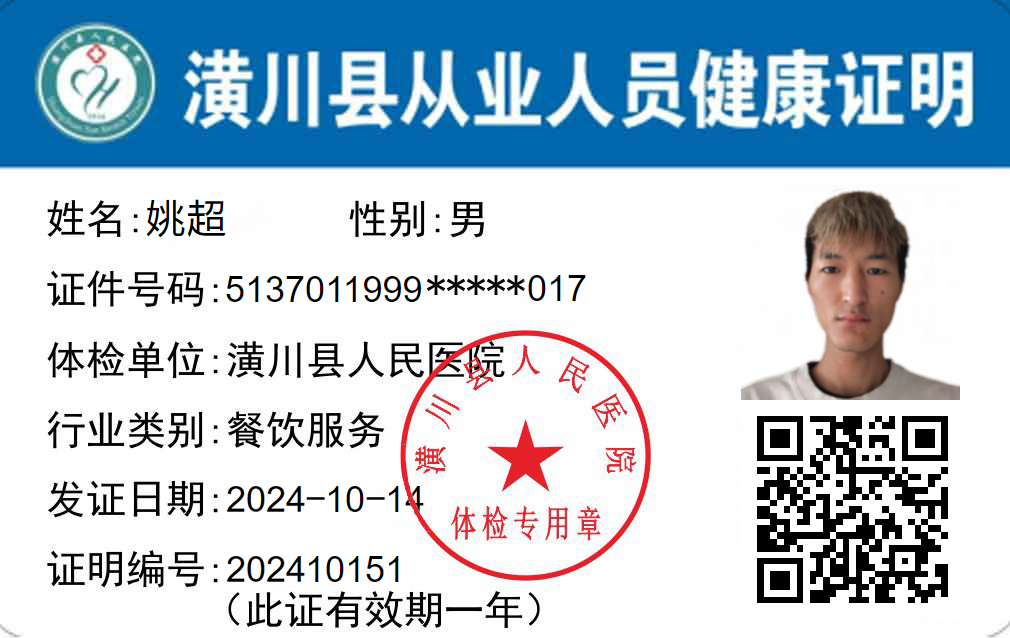 潢川县从业人员健康证明
姓名:姚超 性别:男
证件号码:5137011999*****017
体检单位:潢川县人民医院
行业类别:餐饮服务
发证日期:2024-10-14
证明编号:202410151
(此证有效期一年)
潢川县人民医院
体检专用章